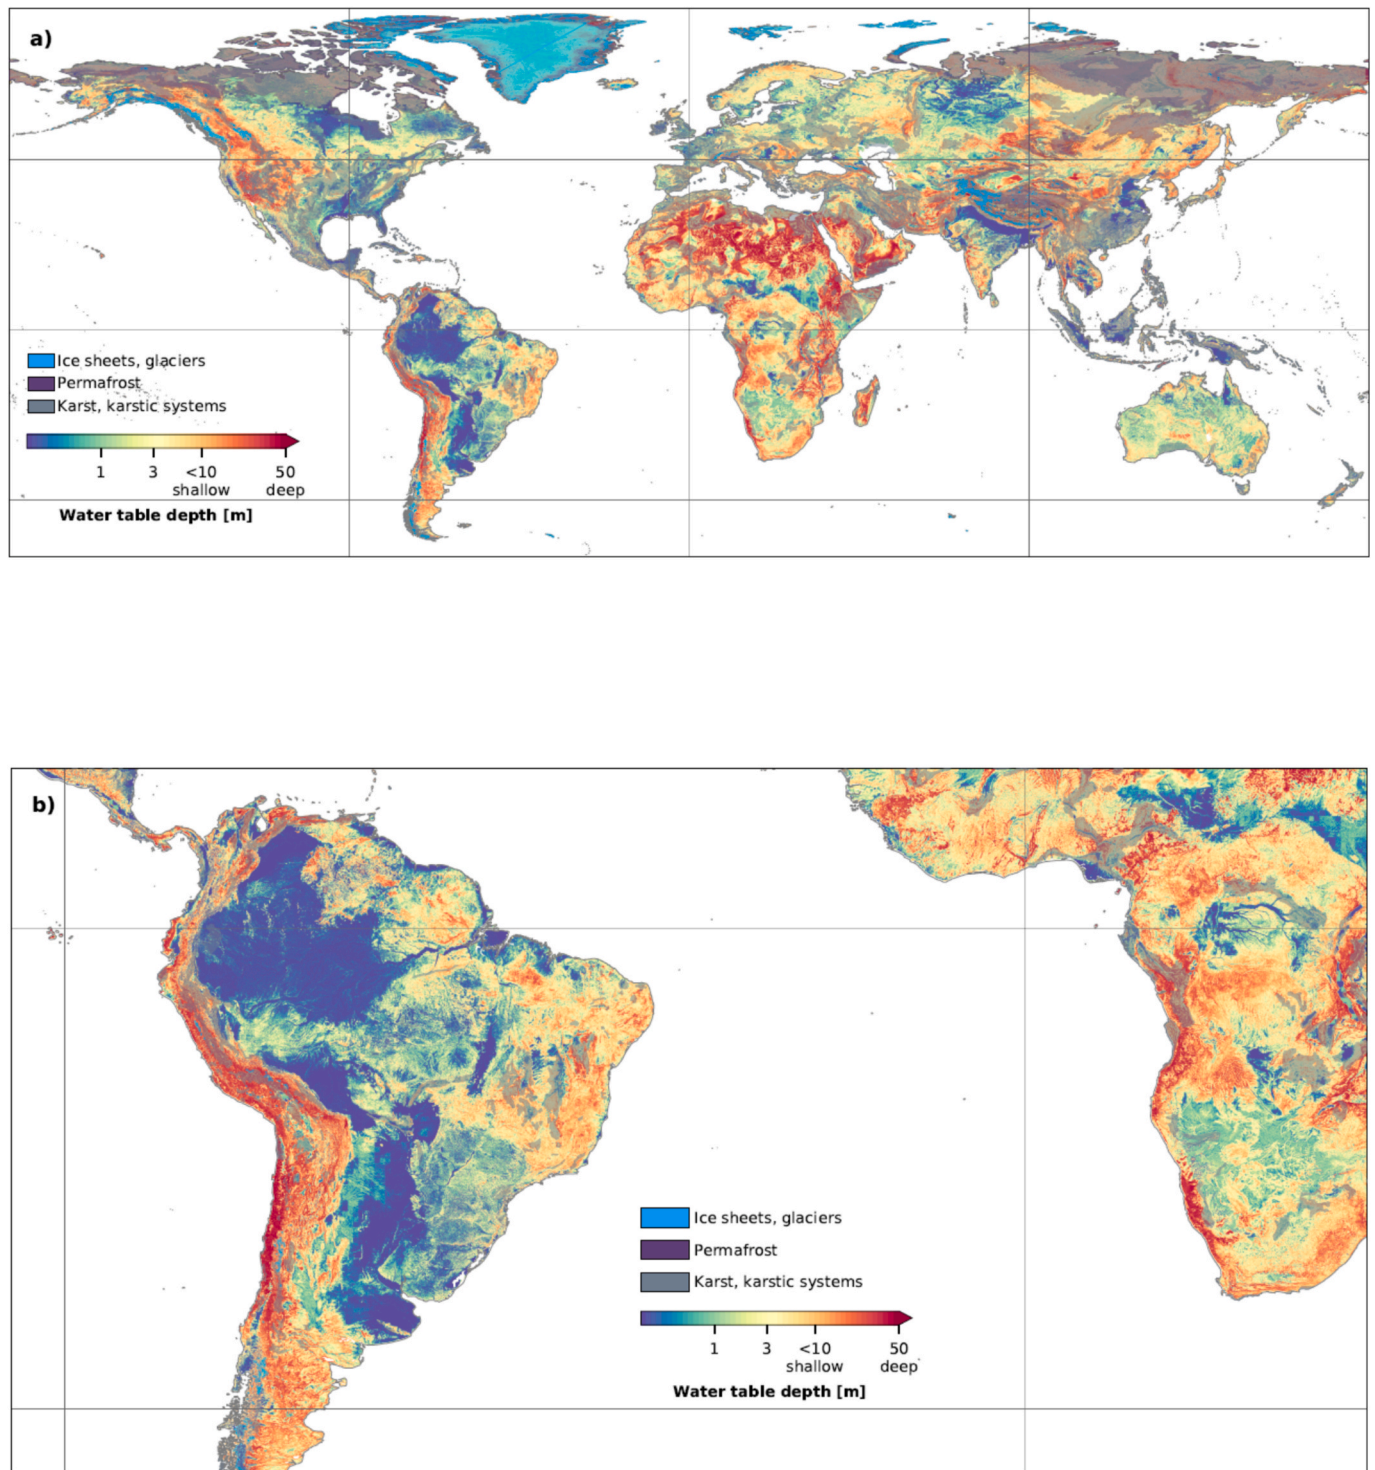 a)
Ice sheets, glaciers
Permafrost
Karst, karstic systems
1 3 <10 50
shallow deep
Water table depth [m]
b)
Ice sheets, glaciers
Permafrost
Karst, karstic systems
1 3 <10 50
shallow deep
Water table depth [m]